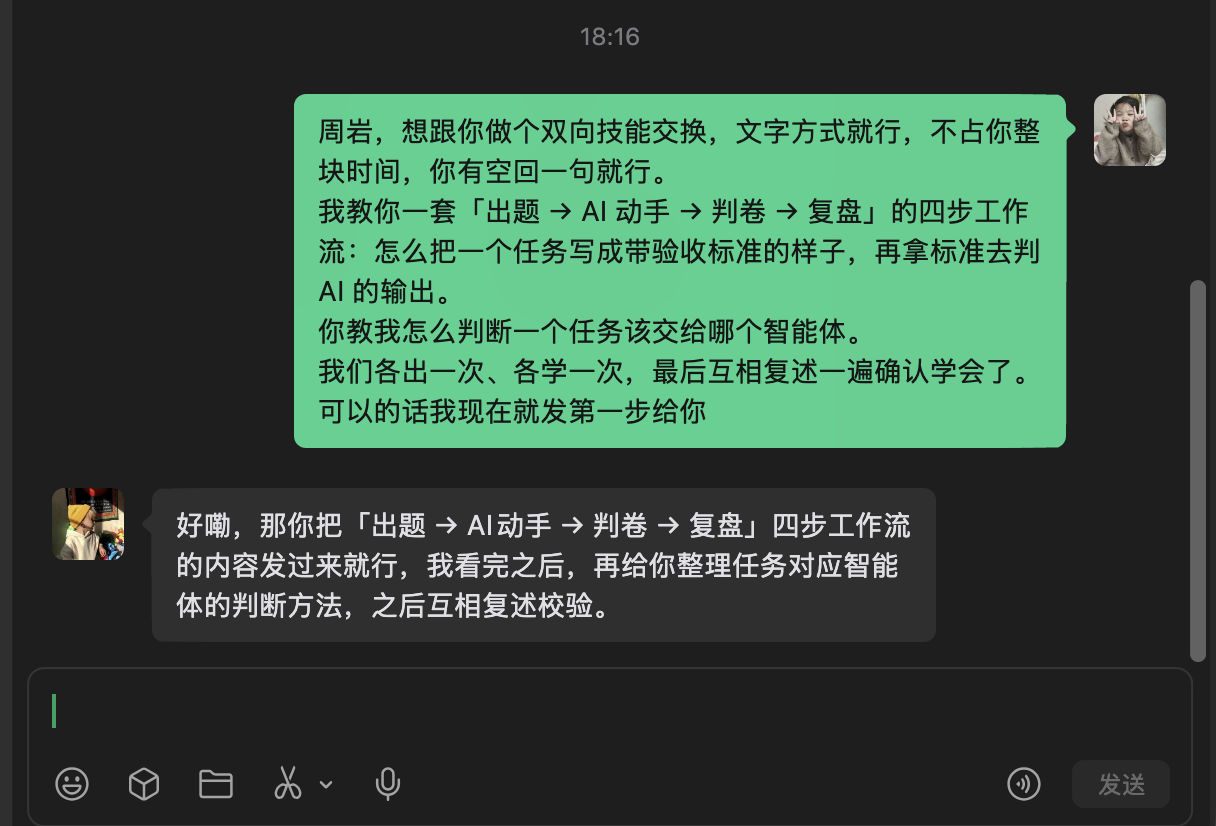 18:16
周岩，想跟你做个双向技能交换，文字方式就行，不占你整
块时间，你有空回一句就行。
我教你一套「出题 → AI 动手 → 判卷 → 复盘」的四步工作
流：怎么把一个任务写成带验收标准的样子，再拿标准去判
AI 的输出。
你教我怎么判断一个任务该交给哪个智能体。
我们各出一次、各学一次，最后互相复述一遍确认学会了。
可以的话我现在就发第一步给你
好嘞，那你把「出题 → AI动手 → 判卷 → 复盘」四步工作流
的内容发过来就行，我看完之后，再给你整理任务对应智能
体的判断方法，之后互相复述校验。
发送